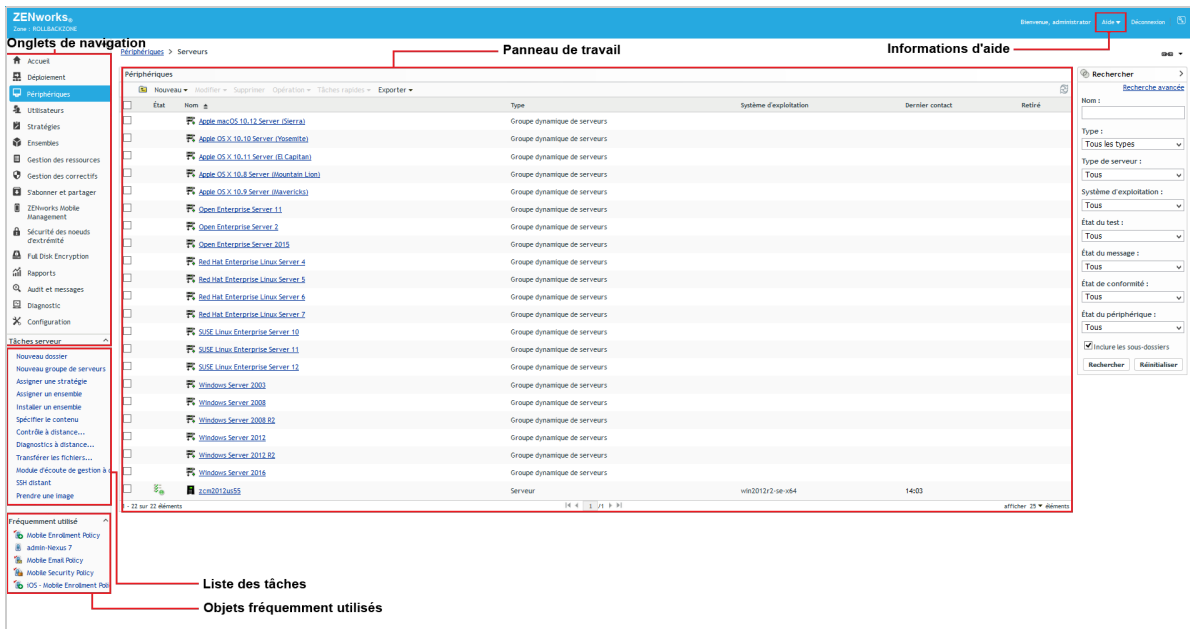 ZENworks®
Zone : ROLLBACKZONE
Bienvenue, administrator Aide Déconnexion
Onglets de navigation
Panneau de travail
Informations d'aide
Périphériques > Serveurs
Accueil
Déploiement
Périphériques
Utilisateurs
Stratégies
Ensembles
Gestion des ressources
Gestion des correctifs
S'abonner et partager
ZENworks Mobile
Management
Sécurité des noeuds
d'extrémité
Full Disk Encryption
Rapports
Audit et messages
Diagnostic
Configuration
Tâches serveur
Nouveau dossier
Nouveau groupe de serveurs
Assigner une stratégie
Assigner un ensemble
Installer un ensemble
Spécifier le contenu
Contrôle à distance...
Diagnostics à distance...
Transférer les fichiers...
Module d'écoute de gestion à d
SSH distant
Prendre une image
Fréquemment utilisé
Mobile Enrollment Policy
admin-Nexus 7
Mobile Email Policy
Mobile Security Policy
iOS - Mobile Enrollment Poli
Périphériques
Nouveau Modifier Supprimer Opération Tâches rapides Exporter
État Nom Type Système d'exploitation Dernier contact Retiré
Apple macOS 10.12 Server (Sierra) Groupe dynamique de serveurs
Apple OS X 10.10 Server (Yosemite) Groupe dynamique de serveurs
Apple OS X 10.11 Server (El Capitan) Groupe dynamique de serveurs
Apple OS X 10.8 Server (Mountain Lion) Groupe dynamique de serveurs
Apple OS X 10.9 Server (Mavericks) Groupe dynamique de serveurs
Open Enterprise Server 11 Groupe dynamique de serveurs
Open Enterprise Server 2 Groupe dynamique de serveurs
Open Enterprise Server 2015 Groupe dynamique de serveurs
Red Hat Enterprise Linux Server 4 Groupe dynamique de serveurs
Red Hat Enterprise Linux Server 5 Groupe dynamique de serveurs
Red Hat Enterprise Linux Server 6 Groupe dynamique de serveurs
Red Hat Enterprise Linux Server 7 Groupe dynamique de serveurs
SUSE Linux Enterprise Server 10 Groupe dynamique de serveurs
SUSE Linux Enterprise Server 11 Groupe dynamique de serveurs
SUSE Linux Enterprise Server 12 Groupe dynamique de serveurs
Windows Server 2003 Groupe dynamique de serveurs
Windows Server 2008 Groupe dynamique de serveurs
Windows Server 2008 R2 Groupe dynamique de serveurs
Windows Server 2012 Groupe dynamique de serveurs
Windows Server 2012 R2 Groupe dynamique de serveurs
Windows Server 2016 Groupe dynamique de serveurs
zcm2012us55 Serveur win2012r2-se-x64 14:03
1 - 22 sur 22 éléments 1 /1 afficher 25 éléments
Rechercher
Recherche avancée
Nom :
Type :
Tous les types
Type de serveur :
Tous
Système d'exploitation :
Tous
État du test :
Tous
État du message :
Tous
État de conformité :
Tous
État du périphérique :
Tous
Inclure les sous-dossiers
Rechercher Réinitialiser
Liste des tâches
Objets fréquemment utilisés